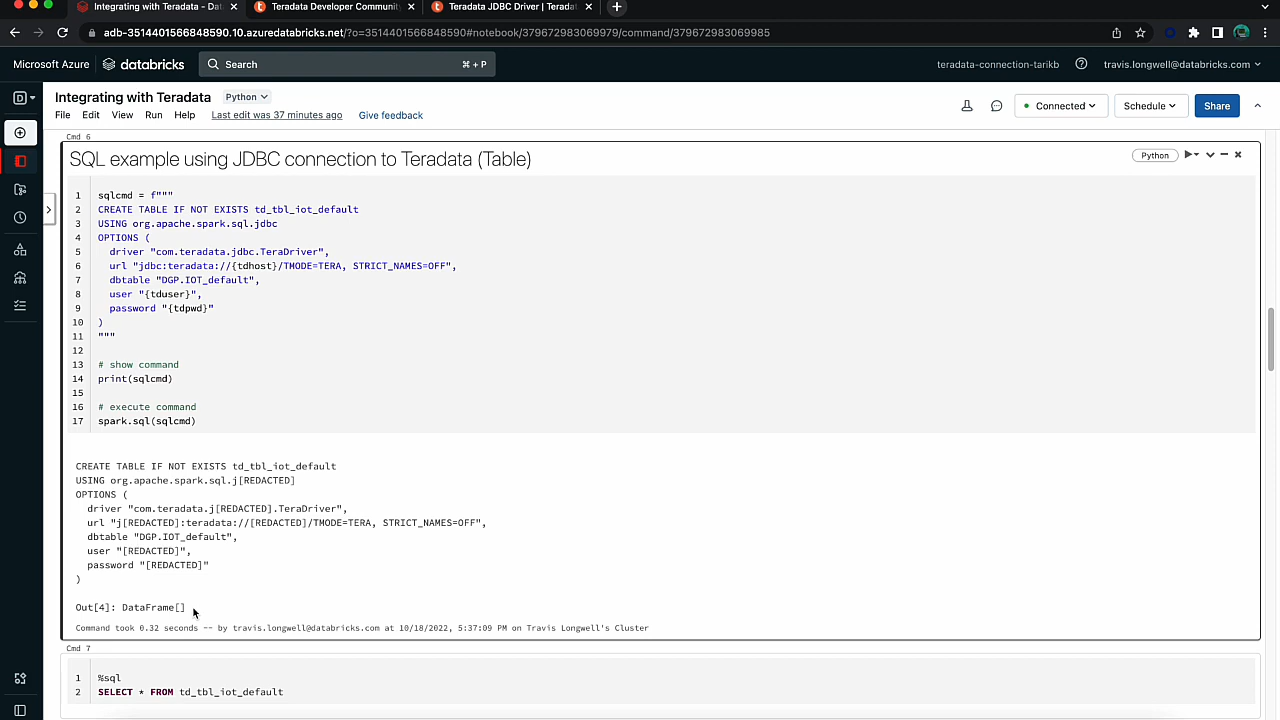 Integrating with Teradata - Dat
Teradata Developer Community
Teradata JDBC Driver | Teradat
adb-3514401566848590.10.azuredatabricks.net/?o=3514401566848590#notebook/379672983069979/command/379672983069985
Microsoft Azure
databricks
Search
⌘ + P
teradata-connection-tarikb
travis.longwell@databricks.com
D
Integrating with Teradata
Python
File Edit View Run Help Last edit was 37 minutes ago Give feedback
Connected
Schedule
Share
Cmd 6
SQL example using JDBC connection to Teradata (Table)
Python
1 sqlcmd = f"""
2 CREATE TABLE IF NOT EXISTS td_tbl_iot_default
3 USING org.apache.spark.sql.jdbc
4 OPTIONS (
5 driver "com.teradata.jdbc.TeraDriver",
6 url "jdbc:teradata://{tdhost}/TMODE=TERA, STRICT_NAMES=OFF",
7 dbtable "DGP.IOT_default",
8 user "{tduser}",
9 password "{tdpwd}"
10 )
11 """
12
13 # show command
14 print(sqlcmd)
15
16 # execute command
17 spark.sql(sqlcmd)
CREATE TABLE IF NOT EXISTS td_tbl_iot_default
USING org.apache.spark.sql.j[REDACTED]
OPTIONS (
driver "com.teradata.j[REDACTED].TeraDriver",
url "j[REDACTED]:teradata://[REDACTED]/TMODE=TERA, STRICT_NAMES=OFF",
dbtable "DGP.IOT_default",
user "[REDACTED]",
password "[REDACTED]"
)
Out[4]: DataFrame[]
Command took 0.32 seconds -- by travis.longwell@databricks.com at 10/18/2022, 5:37:09 PM on Travis Longwell's Cluster
Cmd 7
1 %sql
2 SELECT * FROM td_tbl_iot_default